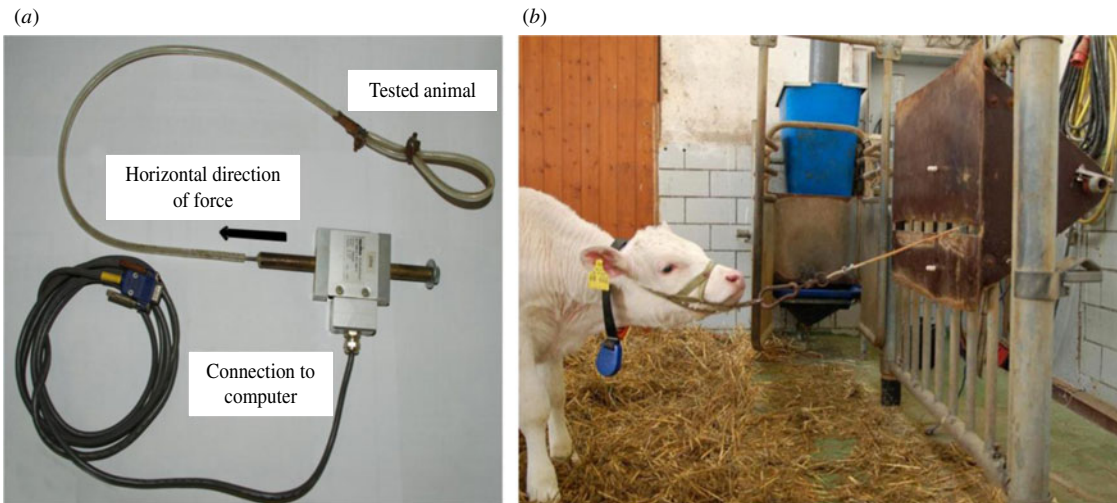 (a)
(b)
Tested animal
Horizontal direction
of force
Connection to
computer